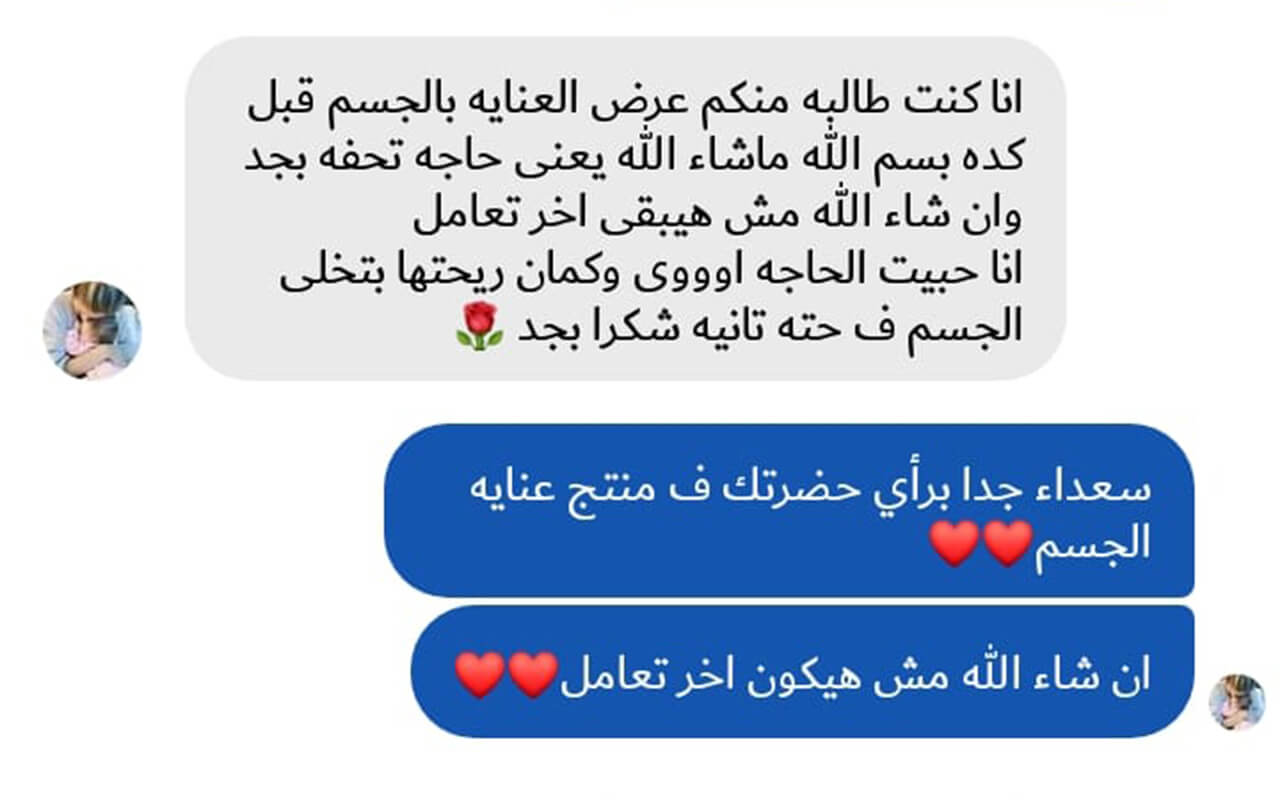 انا كنت طالبه منكم عرض العنايه بالجسم قبل
كده بسم الله ماشاء الله يعنى حاجه تحفه بجد
وان شاء الله مش هيبقى اخر تعامل
انا حبيت الحاجه اوووى وكمان ريحتها بتخلى
الجسم ف حته تانيه شكرا بجد 🌹
سعداء جدا برأي حضرتك ف منتج عنايه
الجسم❤️❤️
ان شاء الله مش هيكون اخر تعامل❤️❤️